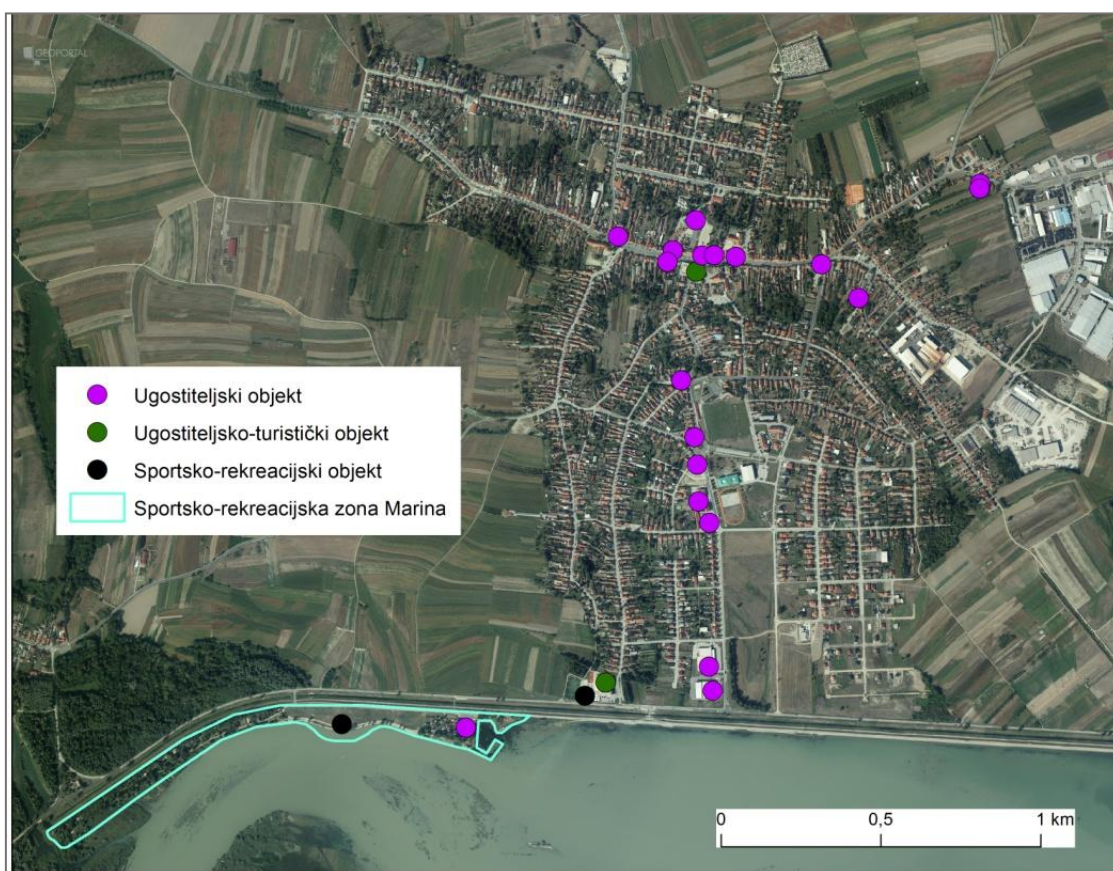 GEOPORTAL
Ugostiteljski objekt
Ugostiteljsko-turistički objekt
Sportsko-rekreacijski objekt
Sportsko-rekreacijska zona Marina
0 0,5 1 km